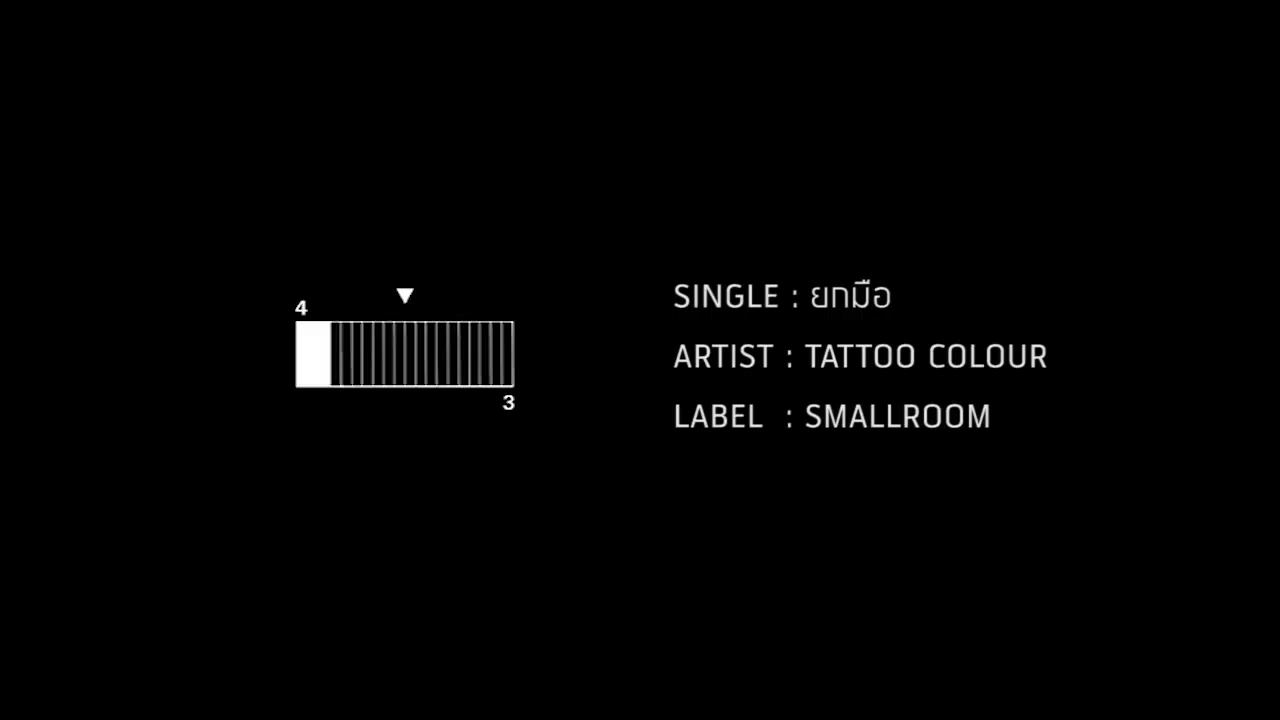 4
3
SINGLE : ยกมือ
ARTIST : TATTOO COLOUR
LABEL : SMALLROOM